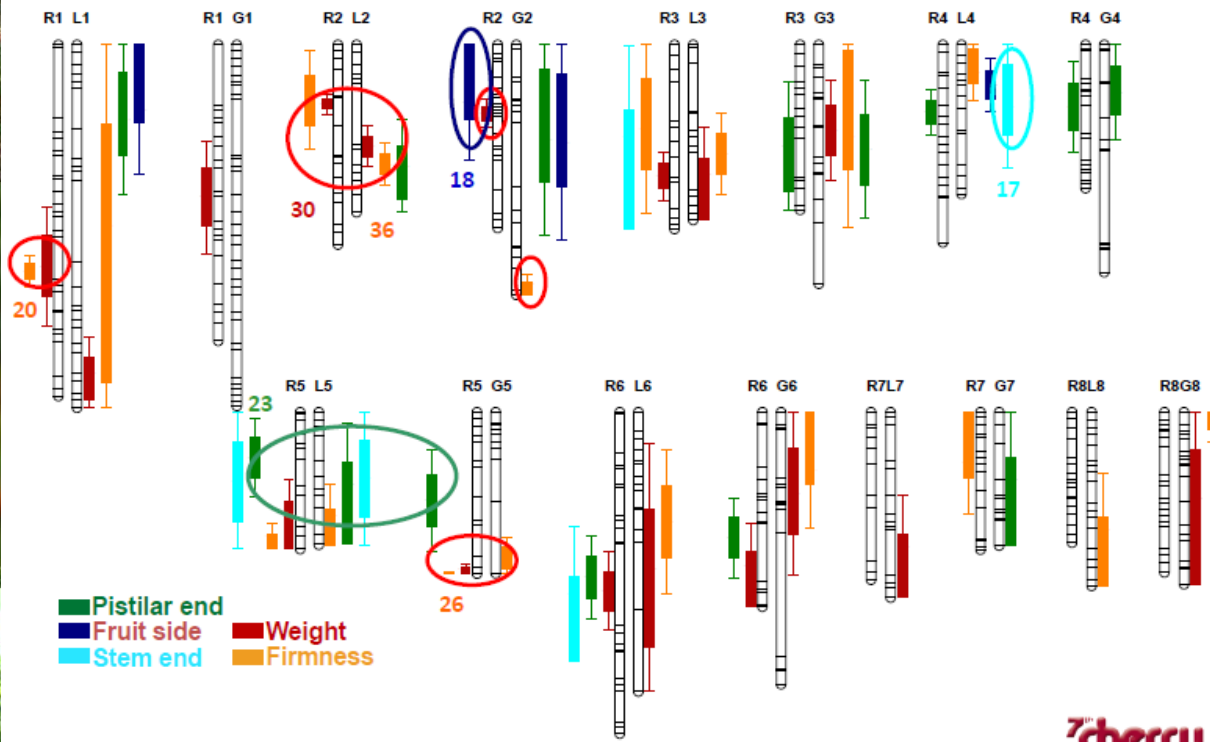 R1 L1 R1 G1 R2 L2 R2 G2 R3 L3 R3 G3 R4 L4 R4 G4
18
17
30
36
20
R5 L5 R5 G5 R6 L6 R6 G6 R7L7 R7 G7 R8L8 R8G8
23
26
Pistilar end
Fruit side Weight
Stem end Firmness
7th cherry